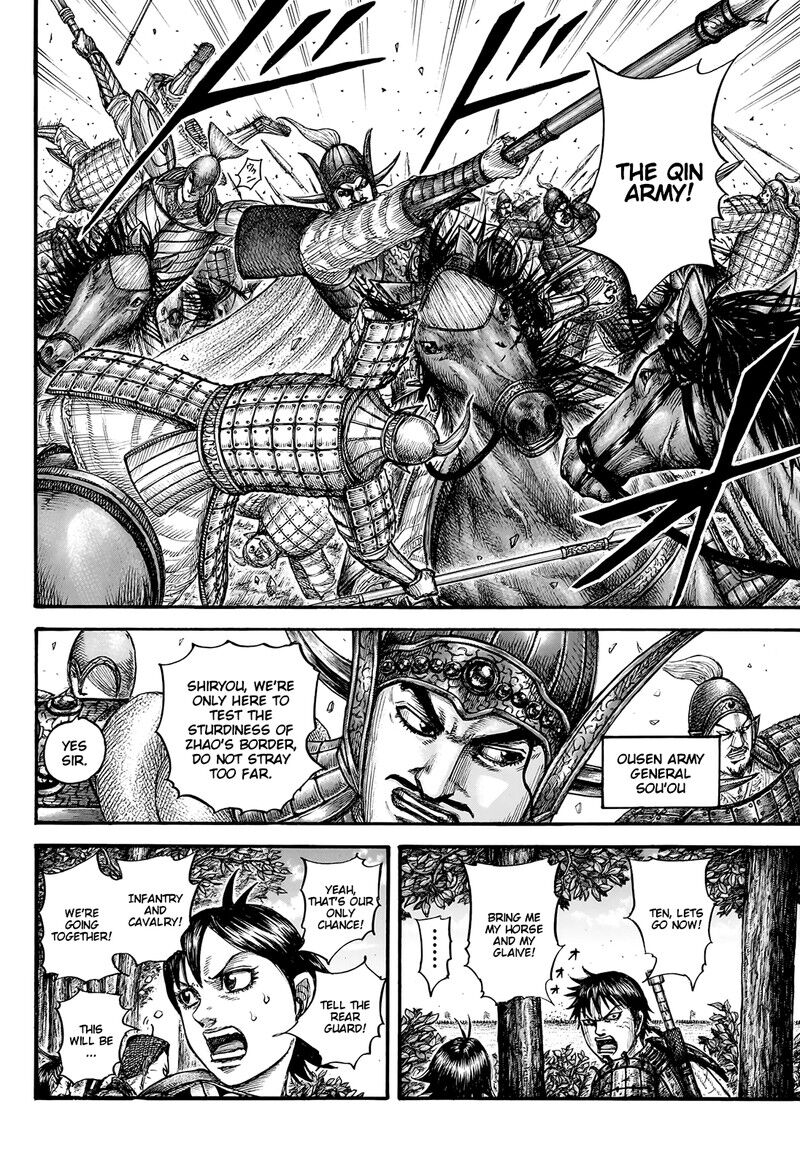 ドドド
THE QIN
ARMY!
OUSEN ARMY
GENERAL
SOU'OU
SHIRYOU, WE'RE
ONLY HERE TO
TEST THE
STURDINESS OF
ZHAO'S BORDER,
DO NOT STRAY
TOO FAR.
YES
SIR.
TEN, LETS
GO NOW!
BRING ME
MY HORSE
AND MY
GLAIVE!
......
YEAH,
THAT'S OUR
ONLY
CHANCE!
TELL THE
REAR
GUARD!
INFANTRY
AND
CAVALRY!
WE'RE
GOING
TOGETHER!
THIS
WILL BE
...